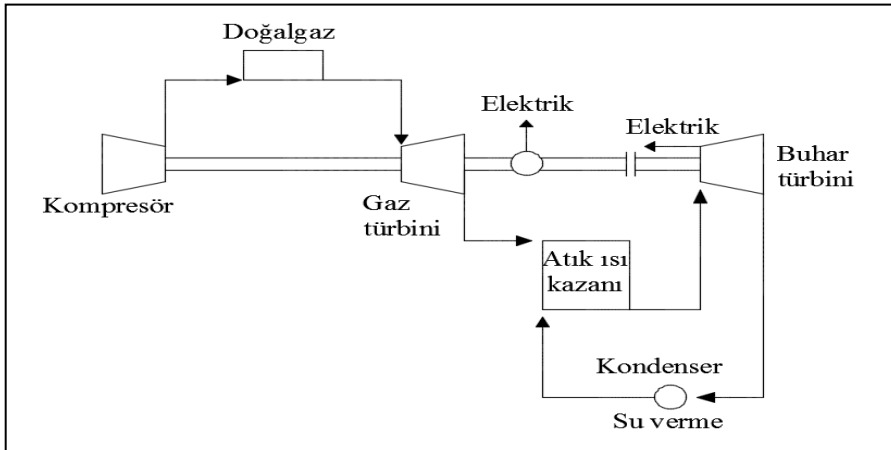 Doğalgaz
Elektrik
Elektrik
Buhar
türbini
Kompresör
Gaz
türbini
Atık ısı
kazanı
Kondenser
Su verme